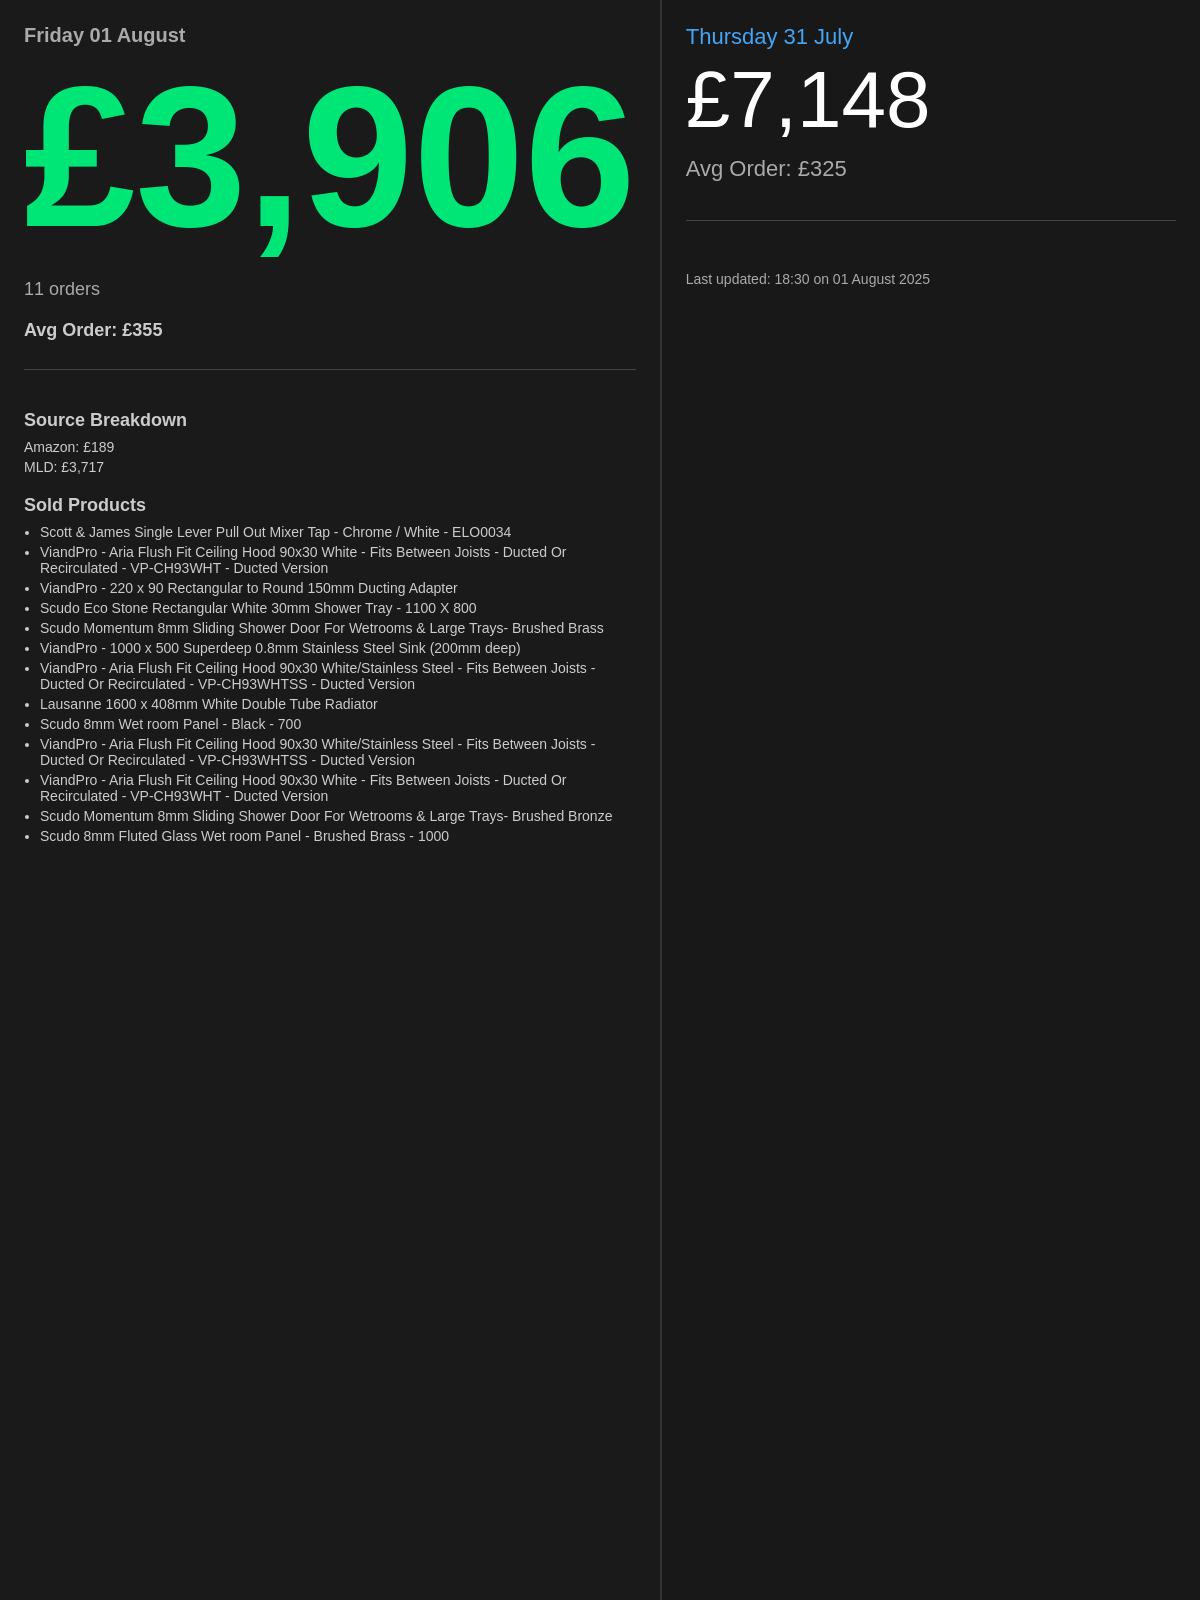 Friday 01 August
£3,906
11 orders
Avg Order: £355
Source Breakdown
Amazon: £189
MLD: £3,717
Sold Products
• Scott & James Single Lever Pull Out Mixer Tap - Chrome / White - ELO0034
• ViandPro - Aria Flush Fit Ceiling Hood 90x30 White - Fits Between Joists - Ducted Or
Recirculated - VP-CH93WHT - Ducted Version
• ViandPro - 220 x 90 Rectangular to Round 150mm Ducting Adapter
• Scudo Eco Stone Rectangular White 30mm Shower Tray - 1100 X 800
• Scudo Momentum 8mm Sliding Shower Door For Wetrooms & Large Trays- Brushed Brass
• ViandPro - 1000 x 500 Superdeep 0.8mm Stainless Steel Sink (200mm deep)
• ViandPro - Aria Flush Fit Ceiling Hood 90x30 White/Stainless Steel - Fits Between Joists -
Ducted Or Recirculated - VP-CH93WHTSS - Ducted Version
• Lausanne 1600 x 408mm White Double Tube Radiator
• Scudo 8mm Wet room Panel - Black - 700
• ViandPro - Aria Flush Fit Ceiling Hood 90x30 White/Stainless Steel - Fits Between Joists -
Ducted Or Recirculated - VP-CH93WHTSS - Ducted Version
• ViandPro - Aria Flush Fit Ceiling Hood 90x30 White - Fits Between Joists - Ducted Or
Recirculated - VP-CH93WHT - Ducted Version
• Scudo Momentum 8mm Sliding Shower Door For Wetrooms & Large Trays- Brushed Bronze
• Scudo 8mm Fluted Glass Wet room Panel - Brushed Brass - 1000
Thursday 31 July
£7,148
Avg Order: £325
Last updated: 18:30 on 01 August 2025